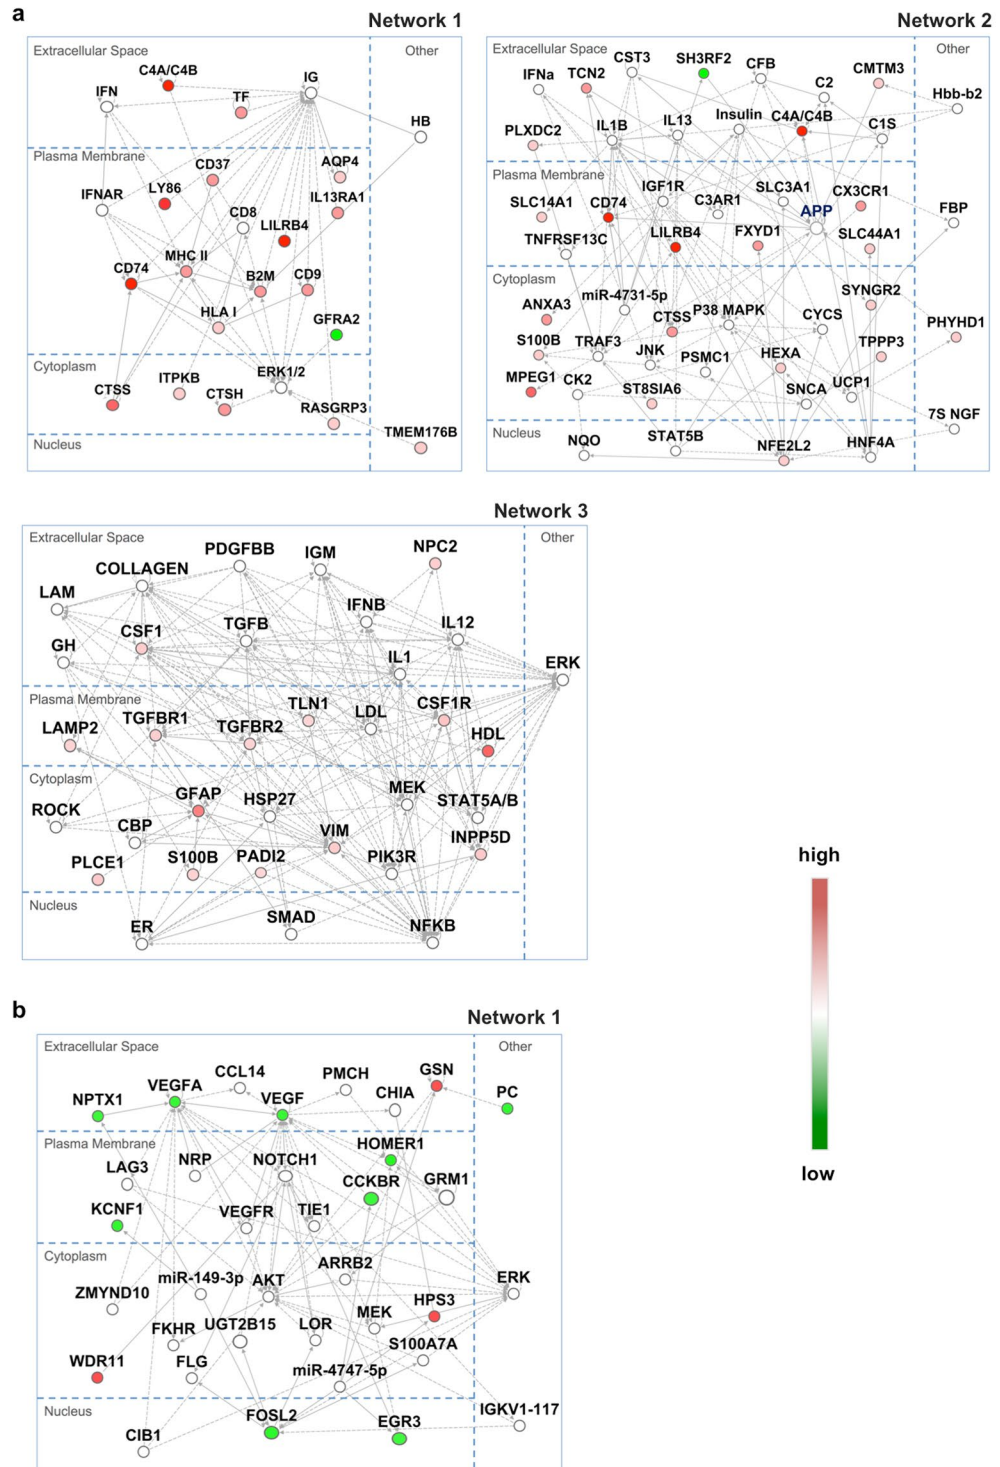 a
Network 1
Extracellular Space
Other
C4A/C4B
IG
IFN
TF
HB
Plasma Membrane
CD37
AQP4
IFNAR
LY86
IL13RA1
CD8
LILRB4
MHC II
CD74
B2M
CD9
HLA I
GFRA2
Cytoplasm
ERK1/2
CTSS
ITPKB
CTSH
RASGRP3
TMEM176B
Nucleus
Network 2
Extracellular Space
Other
CST3
SH3RF2
CFB
IFNa
TCN2
CMTM3
C2
Hbb-b2
PLXDC2
IL1B
IL13
Insulin
C4A/C4B
C1S
Plasma Membrane
IGF1R
SLC3A1
CX3CR1
SLC14A1
CD74
C3AR1
APP
FBP
TNFRSF13C
LILRB4
FXYD1
SLC44A1
Cytoplasm
miR-4731-5p
SYNGR2
ANXA3
CTSS
P38 MAPK
CYCS
PHYHD1
S100B
TRAF3
JNK
PSMC1
HEXA
TPPP3
MPEG1
CK2
ST8SIA6
SNCA
UCP1
7S NGF
Nucleus
NQO
STAT5B
NFE2L2
HNF4A
Network 3
Extracellular Space
Other
PDGFBB
IGM
NPC2
COLLAGEN
LAM
IFNB
CSF1
TGFB
IL12
GH
IL1
ERK
Plasma Membrane
TLN1
CSF1R
LAMP2
TGFBR1
TGFBR2
LDL
HDL
Cytoplasm
GFAP
HSP27
MEK
STAT5A/B
ROCK
CBP
VIM
INPP5D
PLCE1
S100B
PADI2
PIK3R
Nucleus
ER
SMAD
NFKB
high
low
b
Network 1
Extracellular Space
Other
CCL14
PMCH
GSN
NPTX1
VEGFA
VEGF
CHIA
PC
Plasma Membrane
HOMER1
LAG3
NRP
NOTCH1
CCKBR
GRM1
KCNF1
VEGFR
TIE1
Cytoplasm
ARRB2
ZMYND10
miR-149-3p
AKT
ERK
HPS3
FKHR
UGT2B15
LOR
MEK
S100A7A
WDR11
FLG
miR-4747-5p
Nucleus
FOSL2
EGR3
IGKV1-117
CIB1